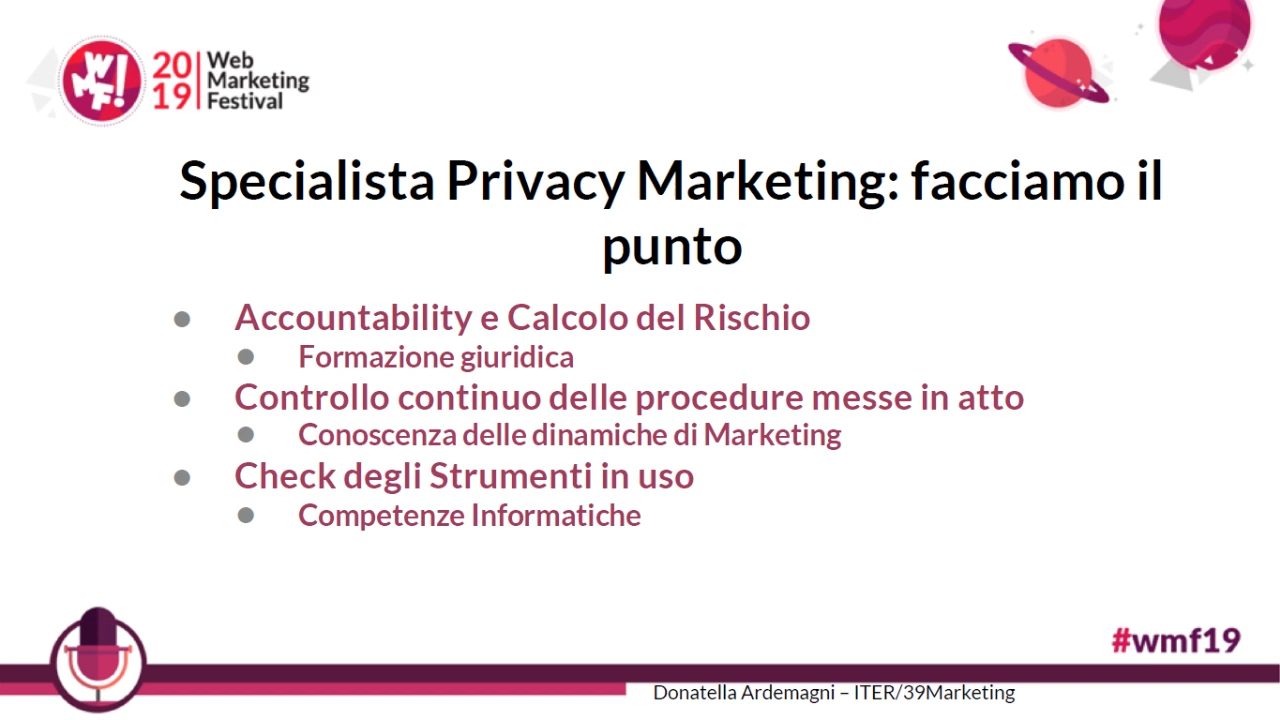 WMF!
20
19
Web
Marketing
Festival
Specialista Privacy Marketing: facciamo il
punto
● Accountability e Calcolo del Rischio
● Formazione giuridica
● Controllo continuo delle procedure messe in atto
● Conoscenza delle dinamiche di Marketing
● Check degli Strumenti in uso
● Competenze Informatiche
#wmf19
Donatella Ardemagni – ITER/39Marketing